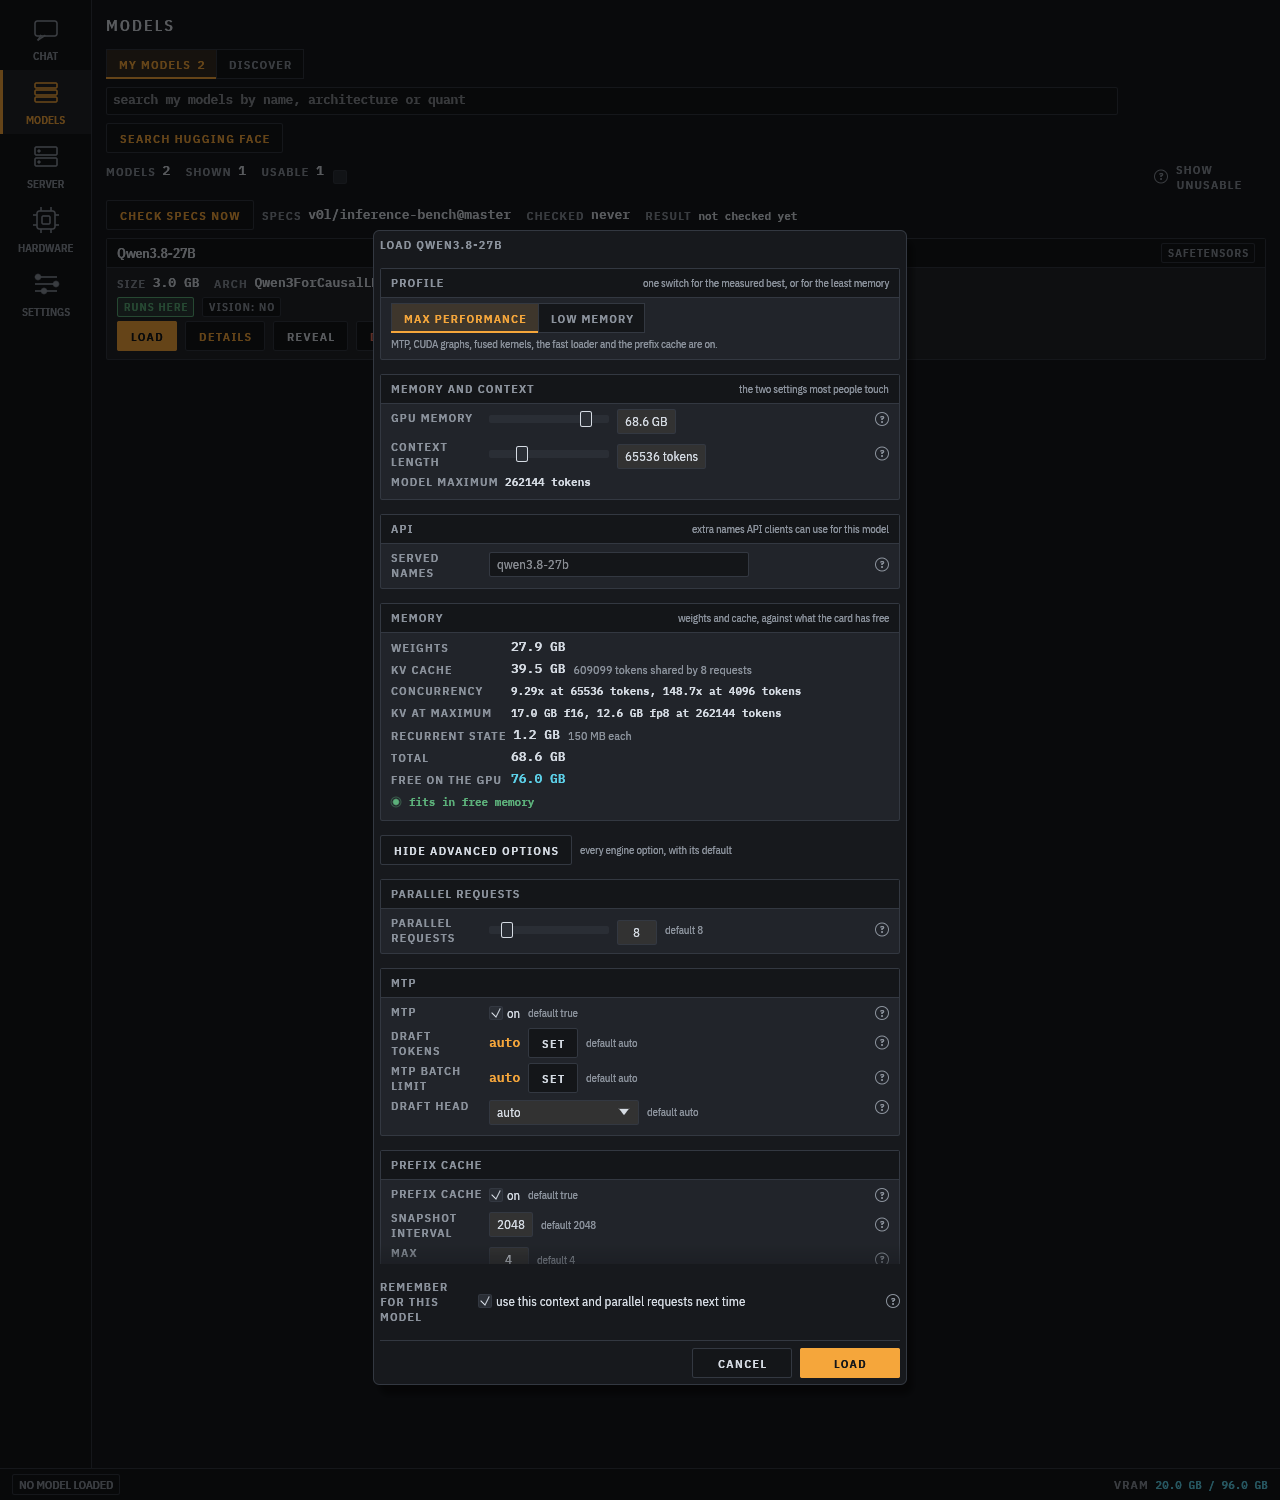 MODELS
CHAT
MODELS
SERVER
HARDWARE
SETTINGS
MY MODELS 2
DISCOVER
search my models by name, architecture or quant
SEARCH HUGGING FACE
MODELS 2 SHOWN 1 USABLE 1
SHOW UNUSABLE
CHECK SPECS NOW
SPECS v0l/inference-bench@master CHECKED never RESULT not checked yet
Qwen3.8-27B
SAFETENSORS
SIZE 3.0 GB ARCH Qwen3ForCausalL
RUNS HERE
VISION: NO
LOAD
DETAILS
REVEAL
LOAD QWEN3.8-27B
PROFILE
one switch for the measured best, or for the least memory
MAX PERFORMANCE
LOW MEMORY
MTP, CUDA graphs, fused kernels, the fast loader and the prefix cache are on.
MEMORY AND CONTEXT
the two settings most people touch
GPU MEMORY
68.6 GB
?
CONTEXT LENGTH
65536 tokens
?
MODEL MAXIMUM 262144 tokens
API
extra names API clients can use for this model
SERVED NAMES
qwen3.8-27b
?
MEMORY
weights and cache, against what the card has free
WEIGHTS 27.9 GB
KV CACHE 39.5 GB 609099 tokens shared by 8 requests
CONCURRENCY 9.29x at 65536 tokens, 148.7x at 4096 tokens
KV AT MAXIMUM 17.0 GB f16, 12.6 GB fp8 at 262144 tokens
RECURRENT STATE 1.2 GB 150 MB each
TOTAL 68.6 GB
FREE ON THE GPU 76.0 GB
fits in free memory
HIDE ADVANCED OPTIONS
every engine option, with its default
PARALLEL REQUESTS
PARALLEL REQUESTS
8
default 8
?
MTP
MTP
on
default true
?
DRAFT TOKENS
auto
SET
default auto
?
MTP BATCH LIMIT
auto
SET
default auto
?
DRAFT HEAD
auto
default auto
?
PREFIX CACHE
PREFIX CACHE
on
default true
?
SNAPSHOT INTERVAL
2048
default 2048
?
MAX
4
default 4
?
REMEMBER FOR THIS MODEL
use this context and parallel requests next time
?
CANCEL
LOAD
NO MODEL LOADED
VRAM 20.0 GB / 96.0 GB